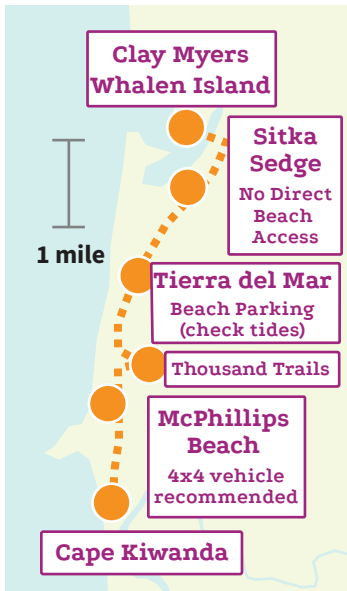 Clay Myers
Whalen Island
Sitka
Sedge
No Direct
Beach
Access
1 mile
Tierra del Mar
Beach Parking
(check tides)
Thousand Trails
McPhillips
Beach
4x4 vehicle
recommended
Cape Kiwanda